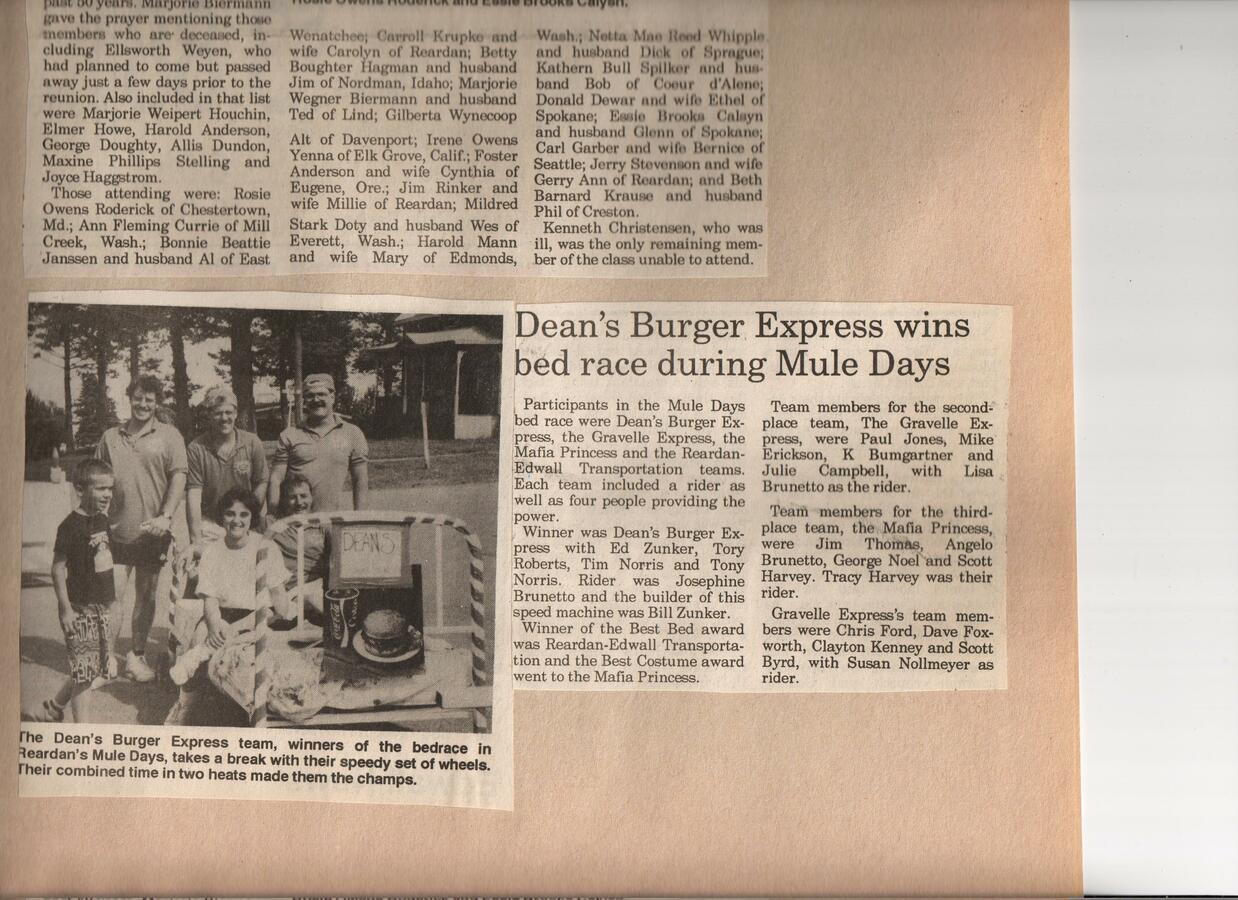 past 50 years. Marjorie Biermann
gave the prayer mentioning those
members who are deceased, in-
cluding Ellsworth Weyen, who
had planned to come but passed
away just a few days prior to the
reunion. Also included in that list
were Marjorie Weipert Houchin,
Elmer Howe, Harold Anderson,
George Doughty, Allis Dundon,
Maxine Phillips Stelling and
Joyce Haggstrom.
Those attending were: Rosie
Owens Roderick of Chestertown,
Md.; Ann Fleming Currie of Mill
Creek, Wash.; Bonnie Beattie
Janssen and husband Al of East
Rosie Owens Roderick and Essie Brooks Calsyn.
Wenatchee; Carroll Krupke and
wife Carolyn of Reardan; Betty
Boughter Hagman and husband
Jim of Nordman, Idaho; Marjorie
Wegner Biermann and husband
Ted of Lind; Gilberta Wynecoop
Alt of Davenport; Irene Owens
Yenna of Elk Grove, Calif.; Foster
Anderson and wife Cynthia of
Eugene, Ore.; Jim Rinker and
wife Millie of Reardan; Mildred
Stark Doty and husband Wes of
Everett, Wash.; Harold Mann
and wife Mary of Edmonds,
Wash.; Netta Mae Reed Whipple
and husband Dick of Sprague;
Kathern Bull Spilker and hus-
band Bob of Coeur d'Alene;
Donald Dewar and wife Ethel of
Spokane; Essie Brooks Calsyn
and husband Glenn of Spokane;
Carl Garber and wife Bernice of
Seattle; Jerry Stevenson and wife
Gerry Ann of Reardan; and Beth
Barnard Krause and husband
Phil of Creston.
Kenneth Christensen, who was
ill, was the only remaining mem-
ber of the class unable to attend.
DEANS
Coca-Cola
The Dean's Burger Express team, winners of the bedrace in
Reardan's Mule Days, takes a break with their speedy set of wheels.
Their combined time in two heats made them the champs.
Dean's Burger Express wins
bed race during Mule Days
Participants in the Mule Days
bed race were Dean's Burger Ex-
press, the Gravelle Express, the
Mafia Princess and the Reardan-
Edwall Transportation teams.
Each team included a rider as
well as four people providing the
power.
Winner was Dean's Burger Ex-
press with Ed Zunker, Tory
Roberts, Tim Norris and Tony
Norris. Rider was Josephine
Brunetto and the builder of this
speed machine was Bill Zunker.
Winner of the Best Bed award
was Reardan-Edwall Transporta-
tion and the Best Costume award
went to the Mafia Princess.
Team members for the second-
place team, The Gravelle Ex-
press, were Paul Jones, Mike
Erickson, K Bumgartner and
Julie Campbell, with Lisa
Brunetto as the rider.
Team members for the third-
place team, the Mafia Princess,
were Jim Thomas, Angelo
Brunetto, George Noel and Scott
Harvey. Tracy Harvey was their
rider.
Gravelle Express's team mem-
bers were Chris Ford, Dave Fox-
worth, Clayton Kenney and Scott
Byrd, with Susan Nollmeyer as
rider.